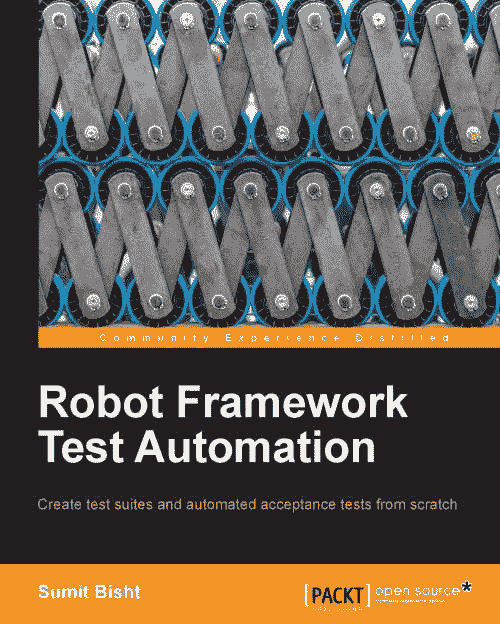 Community Experience Distilled
Robot Framework
Test Automation
Create test suites and automated acceptance tests from scratch
Sumit Bisht
[PACKT] open source*